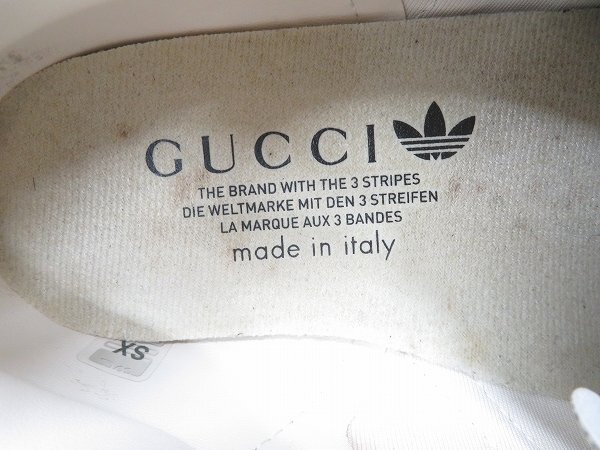 GUCCI
THE BRAND WITH THE 3 STRIPES
DIE WELTMARKE MIT DEN 3 STREIFEN
LA MARQUE AUX 3 BANDES
made in italy
XS